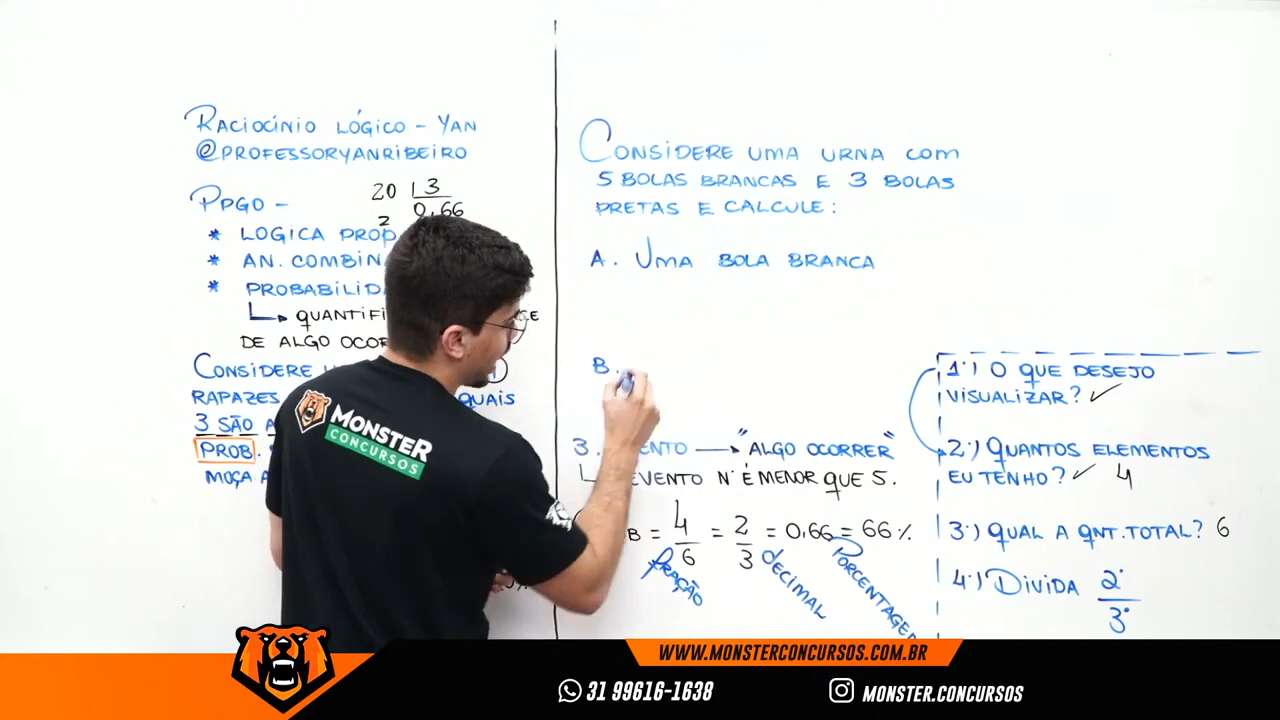 RACIOCÍNIO LÓGICO - YAN
@PROFESSORYANRIBEIRO
PPGO -
20 3
0,66
2
* LOGICA PROP
* AN. COMBIN
* PROBABILID
QUANTIFI
DE ALGO OCOR
CONSIDERE
RAPAZES QUAIS
3 SÃO A
PROB.
MOÇA A
CONSIDERE UMA URNA COM
5 BOLAS BRANCAS E 3 BOLAS
PRETAS E CALCULE:
A. UMA BOLA BRANCA
B.
3. ENTO → "ALGO OCORRER"
EVENTO N° É MENOR QUE 5.
B = 4/6 = 2/3 = 0,66 = 66%
FRAÇÃO
DECIMAL
PORCENTAGEM
1°) O QUE DESEJO
VISUALIZAR? ✓
2°) QUANTOS ELEMENTOS
EU TENHO? ✓ 4
3°) QUAL A QNT. TOTAL? 6
4°) DIVIDA 2°/3°
MONSTER
CONCURSOS
WWW.MONSTERCONCURSOS.COM.BR
31 99616-1638
MONSTER.CONCURSOS